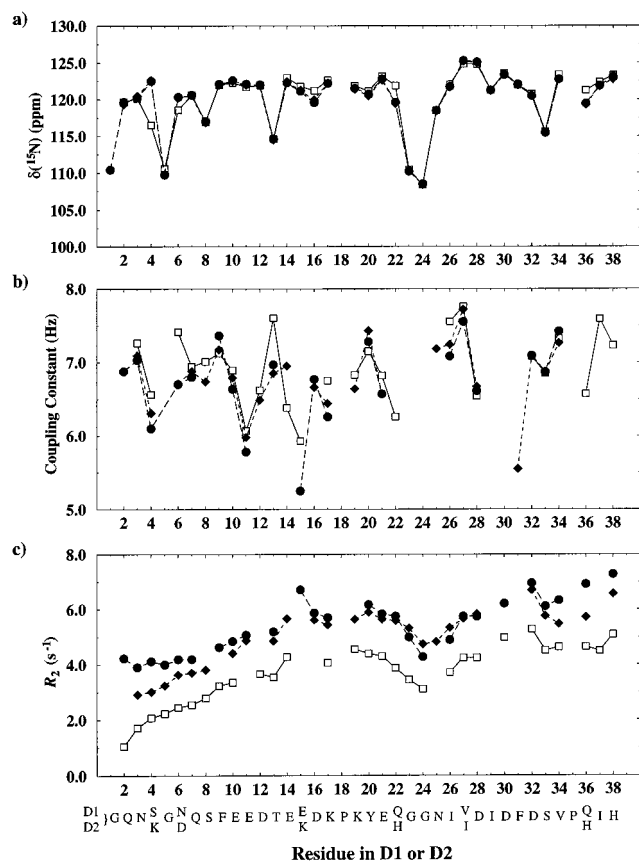 a)
δ(¹⁵N) (ppm)
125.0
120.0
115.0
110.0
105.0
100.0
2 4 6 8 10 12 14 16 18 20 22 24 26 28 30 32 34 36 38
b)
Coupling Constant (Hz)
8.0
7.0
6.0
5.0
2 4 6 8 10 12 14 16 18 20 22 24 26 28 30 32 34 36 38
c)
R₂ (s⁻¹)
8.0
6.0
4.0
2.0
0.0
2 4 6 8 10 12 14 16 18 20 22 24 26 28 30 32 34 36 38
D1 S N E Q V Q
}G Q N G Q S F E E D T E D K P K Y E G G N I D I D F D S V P I H
D2 K D K H I H
Residue in D1 or D2